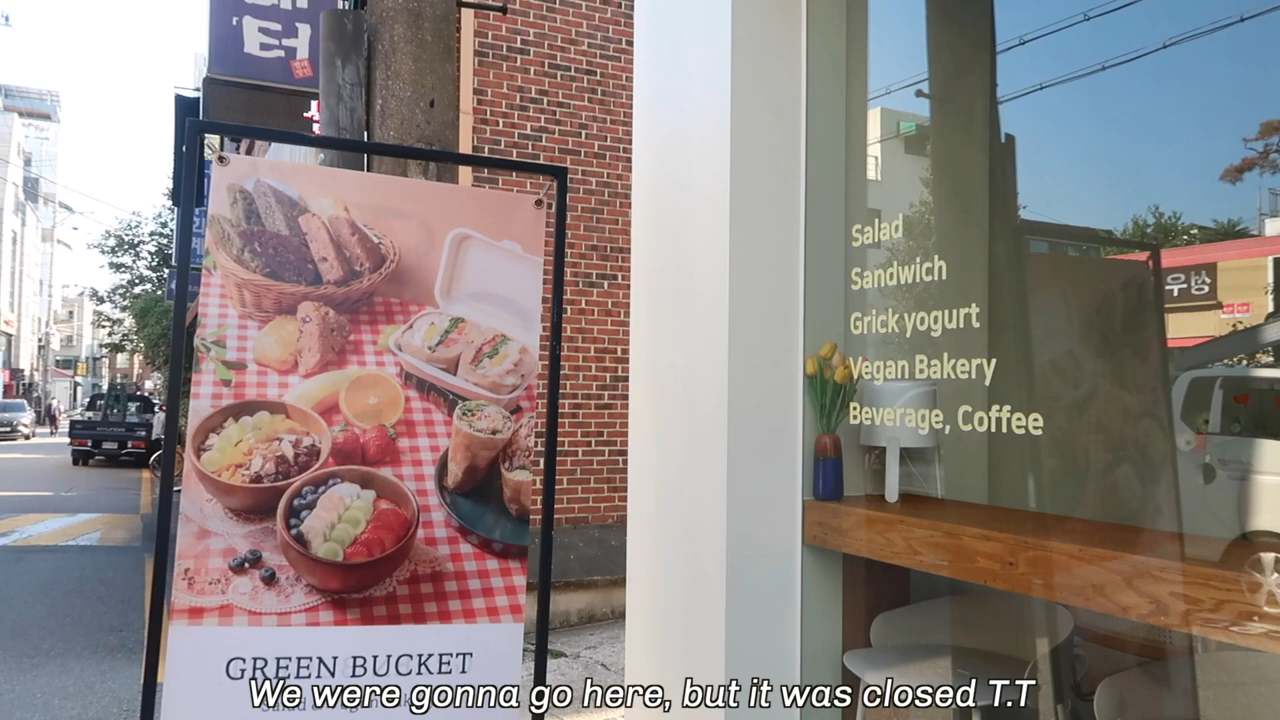 터
Salad
Sandwich
Grick yogurt
Vegan Bakery
Beverage, Coffee
성우
GREEN BUCKET
We were gonna go here, but it was closed T.T